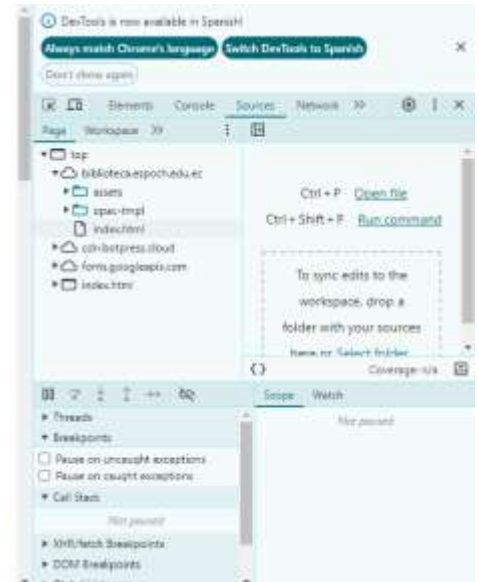 DevTools is now available in Spanish!
Always match Chrome's language Switch DevTools to Spanish
Don't show again
Elements Console Sources Network
Page Workspace
top
biblioteca.espoch.edu.ec
assets
opac-tmpl
index.html
cdn.botpress.cloud
fonts.googleapis.com
index.html
Ctrl + P Open file
Ctrl + Shift + P Run command
To sync edits to the
workspace, drop a
folder with your sources
here or Select folder
{} Coverage: n/a
Scope Watch
Threads
Not paused
Breakpoints
Pause on uncaught exceptions
Pause on caught exceptions
Call Stack
Not paused
XHR/fetch Breakpoints
DOM Breakpoints